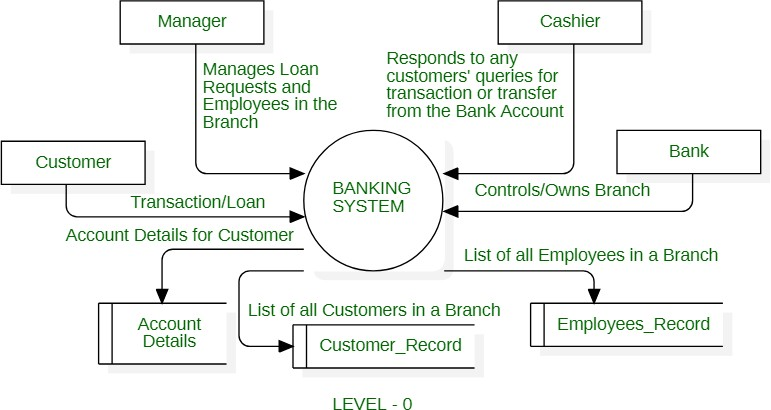 Manager
Cashier
Manages Loan
Requests and
Employees in the
Branch
Responds to any
customers' queries for
transaction or transfer
from the Bank Account
Customer
Bank
BANKING
SYSTEM
Transaction/Loan
Controls/Owns Branch
Account Details for Customer
List of all Employees in a Branch
List of all Customers in a Branch
Account
Details
Customer_Record
Employees_Record
LEVEL - 0